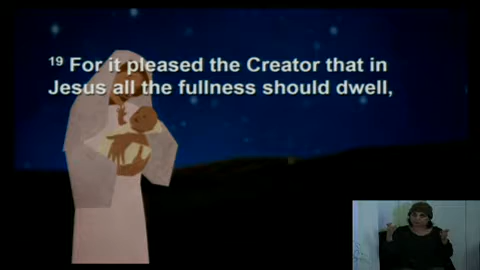 19 For it pleased the Creator that in
Jesus all the fullness should dwell,